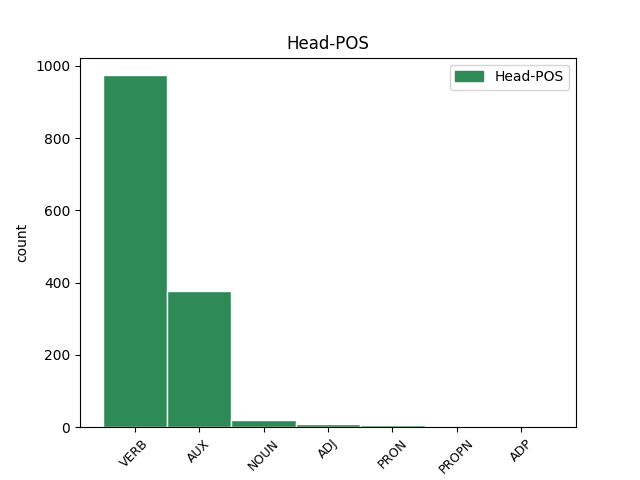 Head-POS
Head-POS
1000
800
600
400
200
0
count
VERB
AUX
NOUN
ADJ
PRON
PROPN
ADP